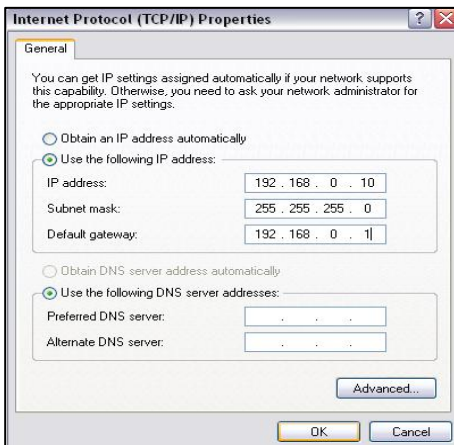 Internet Protocol (TCP/IP) Properties
General
You can get IP settings assigned automatically if your network supports
this capability. Otherwise, you need to ask your network administrator for
the appropriate IP settings.
Obtain an IP address automatically
Use the following IP address:
IP address: 192 . 168 . 0 . 10
Subnet mask: 255 . 255 . 255 . 0
Default gateway: 192 . 168 . 0 . 1
Obtain DNS server address automatically
Use the following DNS server addresses:
Preferred DNS server: . . .
Alternate DNS server: . . .
Advanced...
OK Cancel